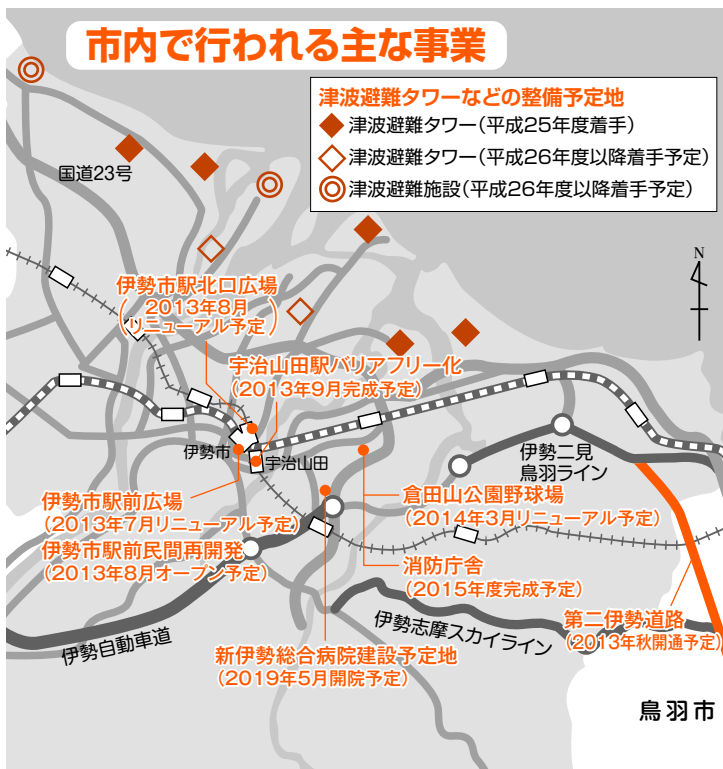 市内で行われる主な事業
津波避難タワーなどの整備予定地
津波避難タワー(平成25年度着手)
津波避難タワー(平成26年度以降着手予定)
津波避難施設(平成26年度以降着手予定)
国道23号
N
伊勢市駅北口広場
(2013年8月
リニューアル予定)
宇治山田駅バリアフリー化
(2013年9月完成予定)
伊勢市
宇治山田
伊勢二見
鳥羽ライン
伊勢市駅前広場
(2013年7月リニューアル予定)
倉田山公園野球場
(2014年3月リニューアル予定)
伊勢市駅前民間再開発
(2013年8月オープン予定)
消防庁舎
(2015年度完成予定)
第二伊勢道路
(2013年秋開通予定)
伊勢自動車道
伊勢志摩スカイライン
新伊勢総合病院建設予定地
(2019年5月開院予定)
鳥羽市